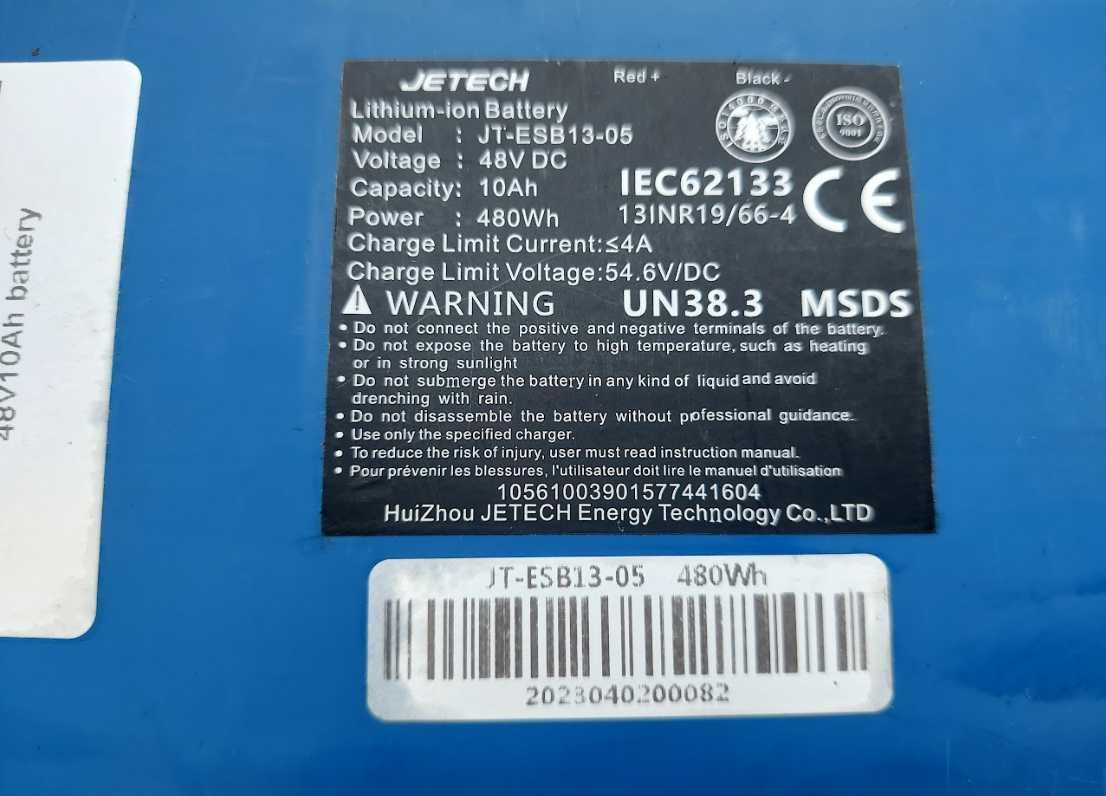 48V10Ah battery
JETECH Red + Black -
Lithium-ion Battery
Model : JT-ESB13-05
Voltage : 48V DC
Capacity: 10Ah
Power : 480Wh
ISO14000
ISO
9001
IEC62133
13INR19/66-4
CE
Charge Limit Current:≤4A
Charge Limit Voltage:54.6V/DC
WARNING UN38.3 MSDS
• Do not connect the positive and negative terminals of the battery.
• Do not expose the battery to high temperature, such as heating
or in strong sunlight
• Do not submerge the battery in any kind of liquid and avoid
drenching with rain.
• Do not disassemble the battery without pofessional guidance.
• Use only the specified charger.
• To reduce the risk of injury, user must read instruction manual.
• Pour prévenir les blessures, l'utilisateur doit lire le manuel d'utilisation
10561003901577441604
HuiZhou JETECH Energy Technology Co.,LTD
JT-ESB13-05 480Wh
2023040200082